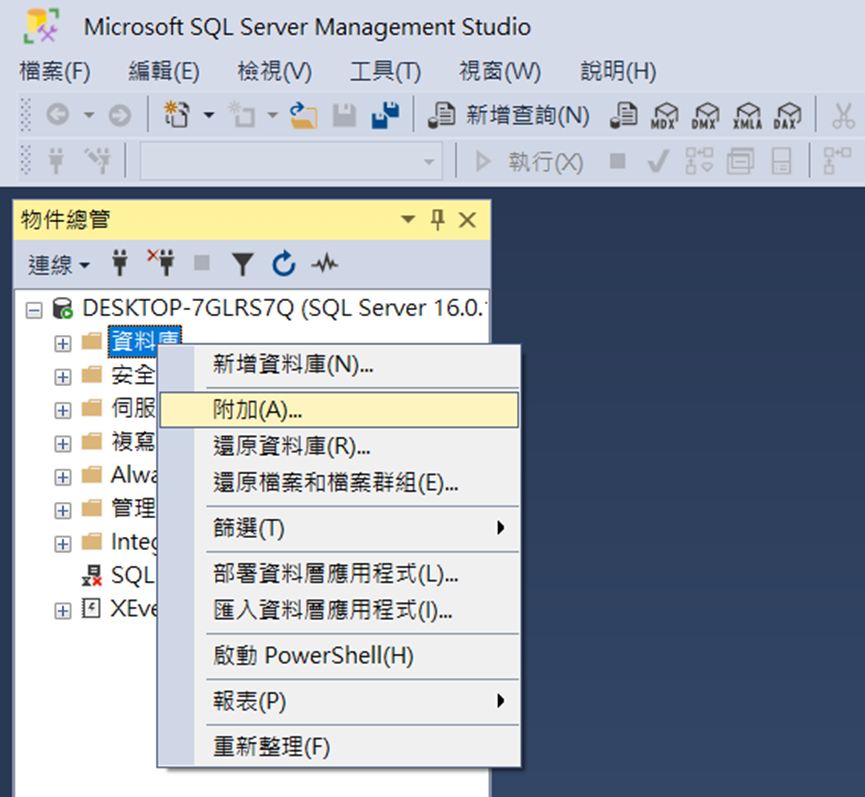 Microsoft SQL Server Management Studio
檔案(F) 編輯(E) 檢視(V) 工具(T) 視窗(W) 說明(H)
新增查詢(N) MDX DMX XMLA DAX
執行(X)
物件總管
連線
DESKTOP-7GLRS7Q (SQL Server 16.0.
資料庫
新增資料庫(N)...
安全
附加(A)...
伺服
複寫
還原資料庫(R)...
Alwa
還原檔案和檔案群組(E)...
管理
篩選(T)
Integ
SQL
部署資料層應用程式(L)...
XEve
匯入資料層應用程式(I)...
啟動 PowerShell(H)
報表(P)
重新整理(F)